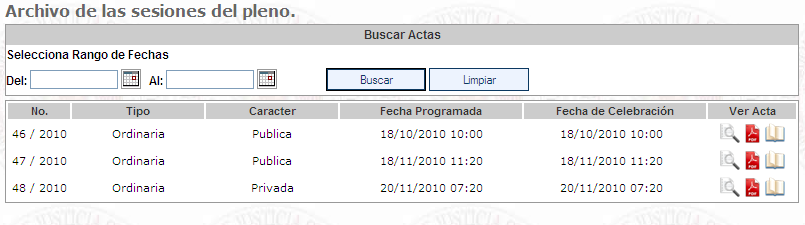 Archivo de las sesiones del pleno.
Buscar Actas
Selecciona Rango de Fechas
Del: Al: Buscar Limpiar
No. Tipo Caracter Fecha Programada Fecha de Celebración Ver Acta
46 / 2010 Ordinaria Publica 18/10/2010 10:00 18/10/2010 10:00
47 / 2010 Ordinaria Publica 18/11/2010 11:20 18/11/2010 11:20
48 / 2010 Ordinaria Privada 20/11/2010 07:20 20/11/2010 07:20